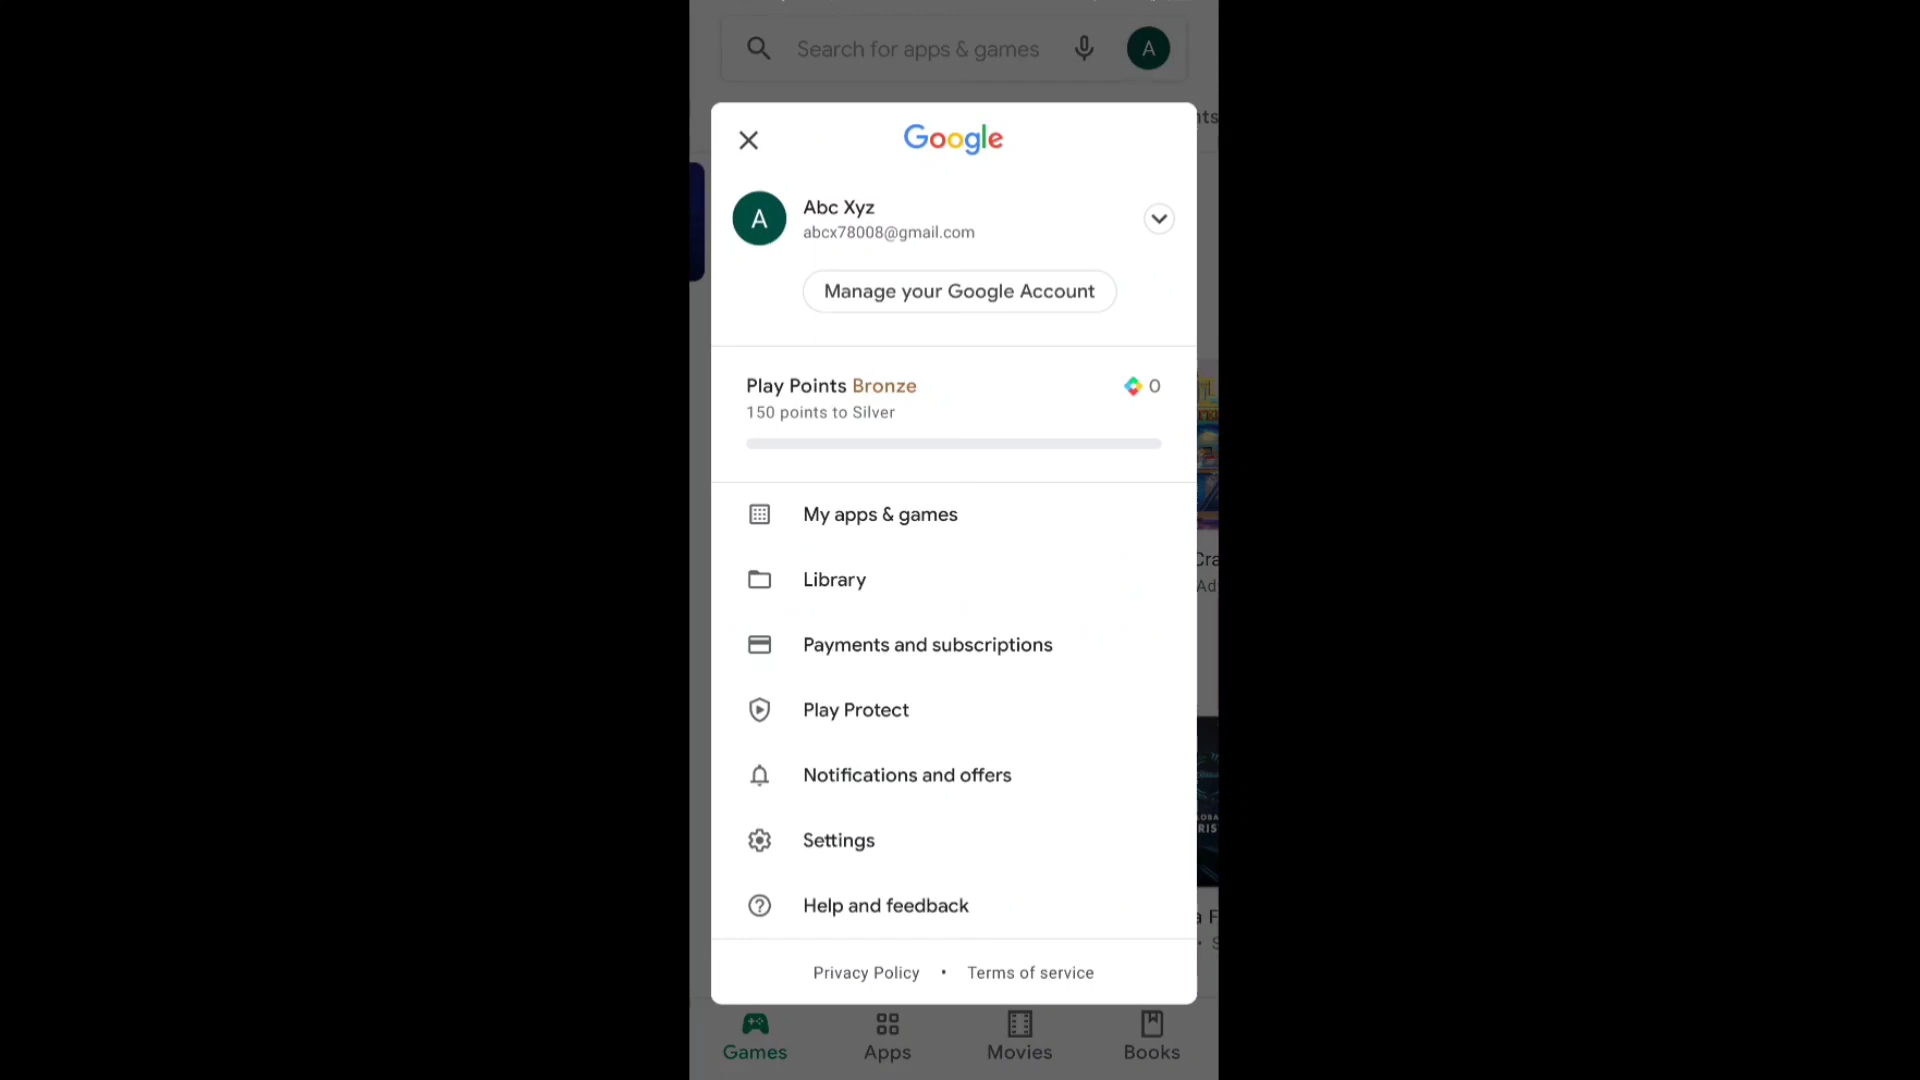 Search for apps & games
A
Google
A
Abc Xyz
abcx78008@gmail.com
Manage your Google Account
Play Points Bronze
0
150 points to Silver
My apps & games
Library
Payments and subscriptions
Play Protect
Notifications and offers
Settings
Help and feedback
Privacy Policy • Terms of service
Games
Apps
Movies
Books